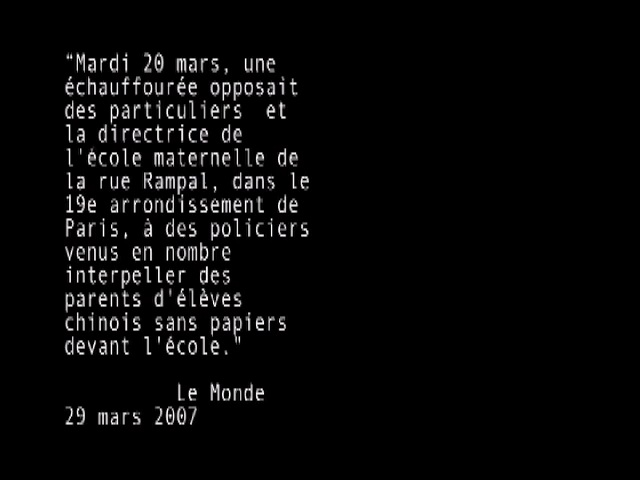 “Mardi 20 mars, une
échauffourée opposait
des particuliers  et
la directrice de
l'école maternelle de
la rue Rampal, dans le
19e arrondissement de
Paris, à des policiers
venus en nombre
interpeller des
parents d'élèves
chinois sans papiers
devant l'école."
Le Monde
29 mars 2007